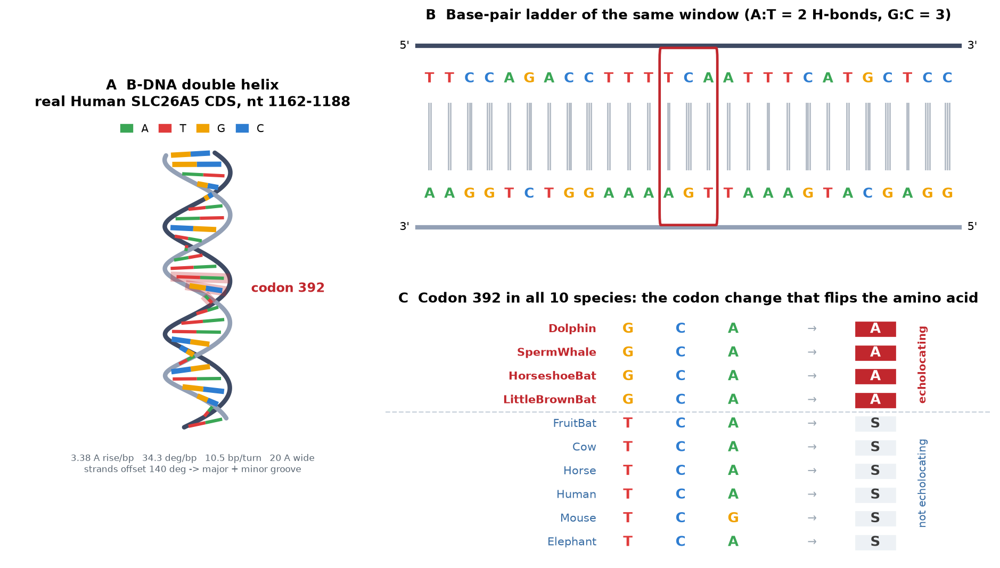 A  B-DNA double helix
real Human SLC26A5 CDS, nt 1162-1188
A T G C
codon 392
3.38 A rise/bp   34.3 deg/bp   10.5 bp/turn   20 A wide
strands offset 140 deg -> major + minor groove
B  Base-pair ladder of the same window (A:T = 2 H-bonds, G:C = 3)
5' 3'
T T C C A G A C C T T T T C A A T T T C A T G C T C C
A A G G T C T G G A A A A G T T A A A G T A C G A G G
3' 5'
C  Codon 392 in all 10 species: the codon change that flips the amino acid
Dolphin G C A → A
SpermWhale G C A → A
HorseshoeBat G C A → A
LittleBrownBat G C A → A
echolocating
FruitBat T C A → S
Cow T C A → S
Horse T C A → S
Human T C A → S
Mouse T C G → S
Elephant T C A → S
not echolocating